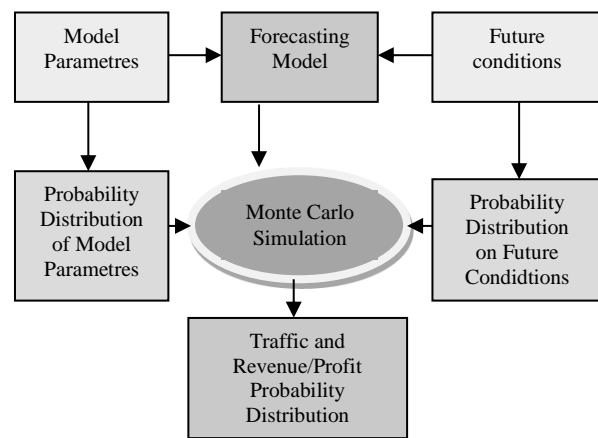 Model
Parametres
Forecasting
Model
Future
conditions
Probability
Distribution
of Model
Parametres
Monte Carlo
Simulation
Probability
Distribution
on Future
Condidtions
Traffic and
Revenue/Profit
Probability
Distribution